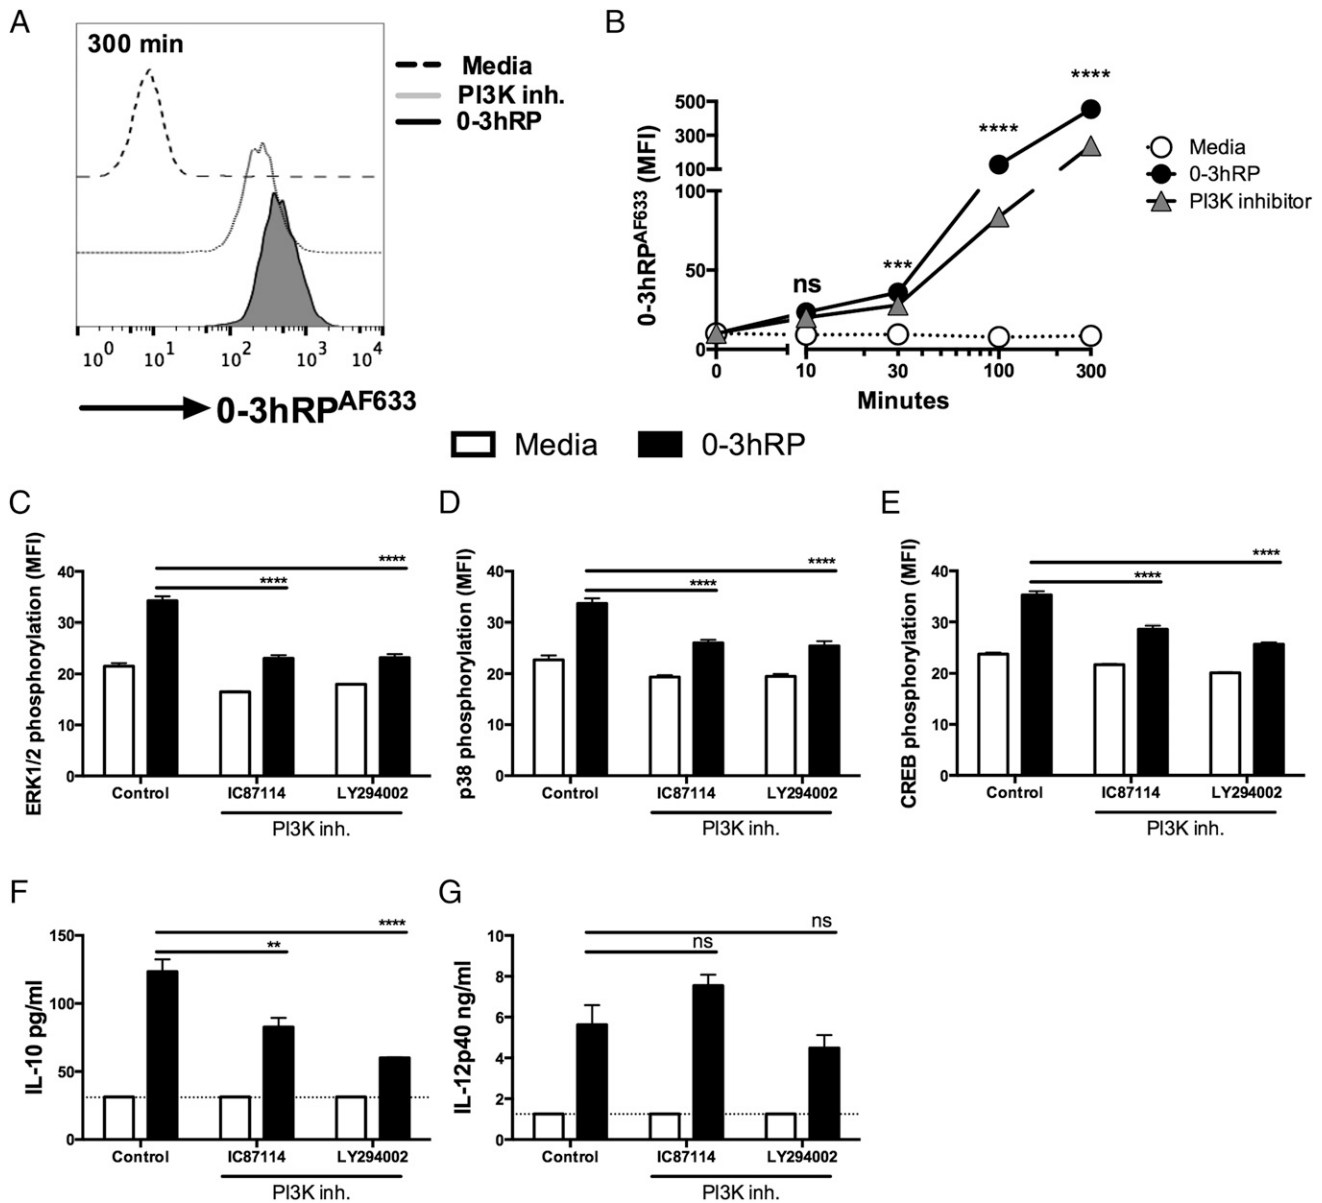 A
300 min
Media
PI3K inh.
0-3hRP
10^0 10^1 10^2 10^3 10^4
0-3hRP^AF633
B
0-3hRP^AF633 (MFI)
500
300
100
100
50
0
ns
***
****
****
0 10 30 100 300
Minutes
Media
0-3hRP
PI3K inhibitor
Media 0-3hRP
C
ERK1/2 phosphorylation (MFI)
40
30
20
10
0
****
****
Control IC87114 LY294002
PI3K inh.
D
p38 phosphorylation (MFI)
40
30
20
10
0
****
****
Control IC87114 LY294002
PI3K inh.
E
CREB phosphorylation (MFI)
40
30
20
10
0
****
****
Control IC87114 LY294002
PI3K inh.
F
IL-10 pg/ml
150
100
50
0
****
**
Control IC87114 LY294002
PI3K inh.
G
IL-12p40 ng/ml
10
8
6
4
2
0
ns
ns
Control IC87114 LY294002
PI3K inh.